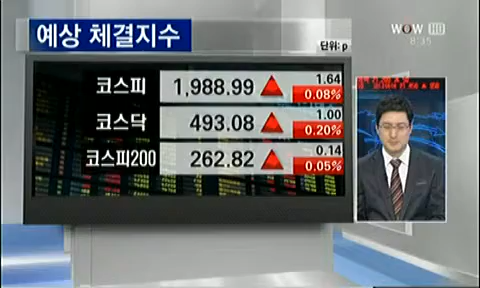 예상 체결지수
WOW HD
8:35
단위: p
코스피 1,988.99 ▲ 1.64
0.08%
코스닥 493.08 ▲ 1.00
0.20%
코스피200 262.82 ▲ 0.14
0.05%